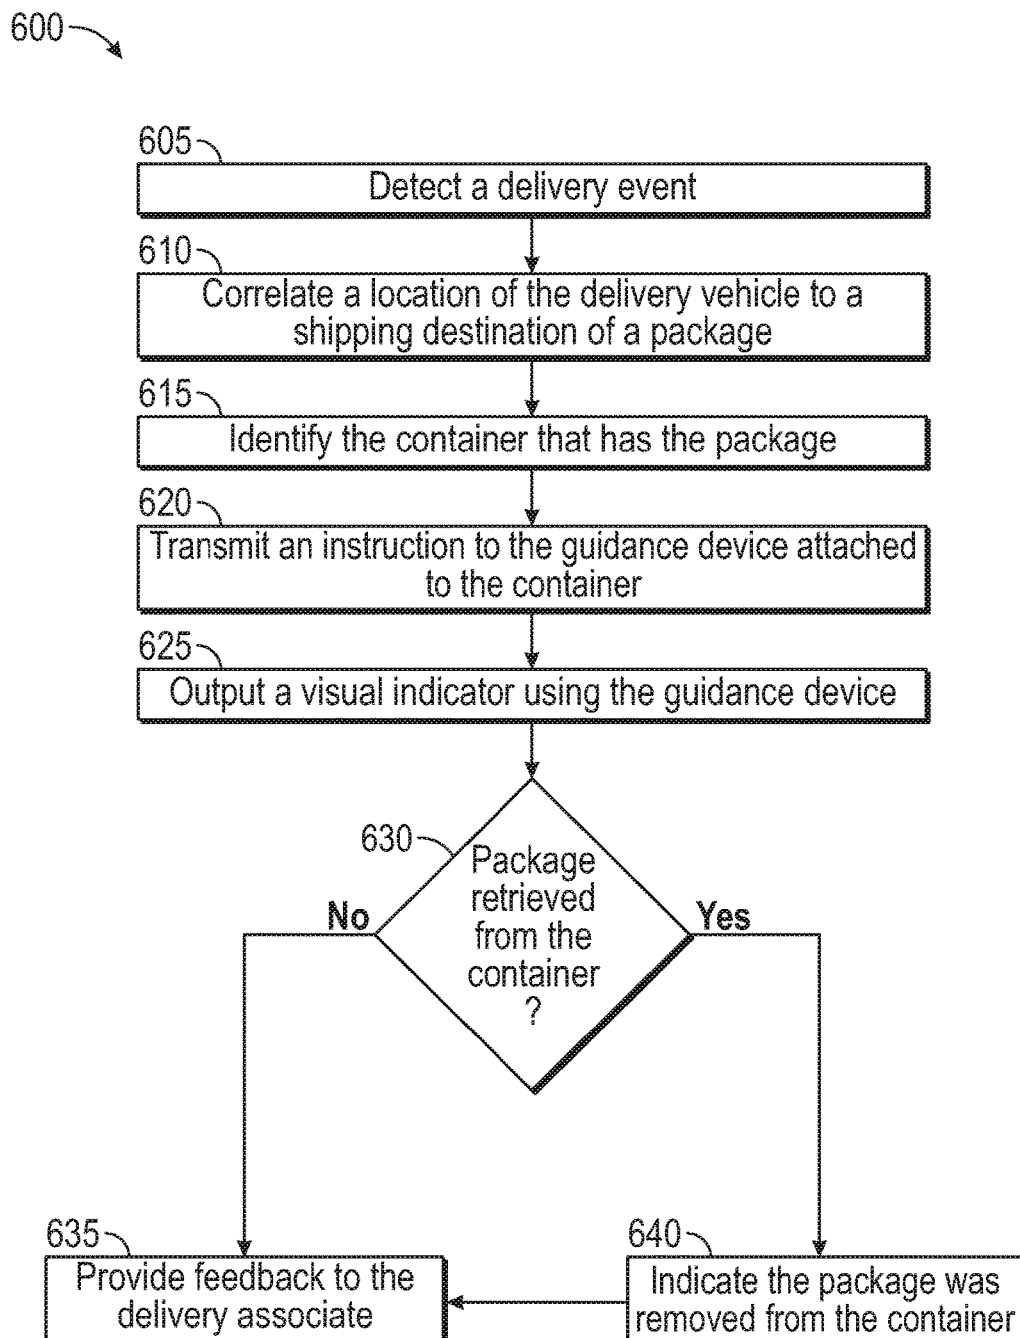 600
605
Detect a delivery event
610
Correlate a location of the delivery vehicle to a
shipping destination of a package
615
Identify the container that has the package
620
Transmit an instruction to the guidance device attached
to the container
625
Output a visual indicator using the guidance device
630
Package
retrieved
from the
container
?
No
Yes
635
Provide feedback to the
delivery associate
640
Indicate the package was
removed from the container